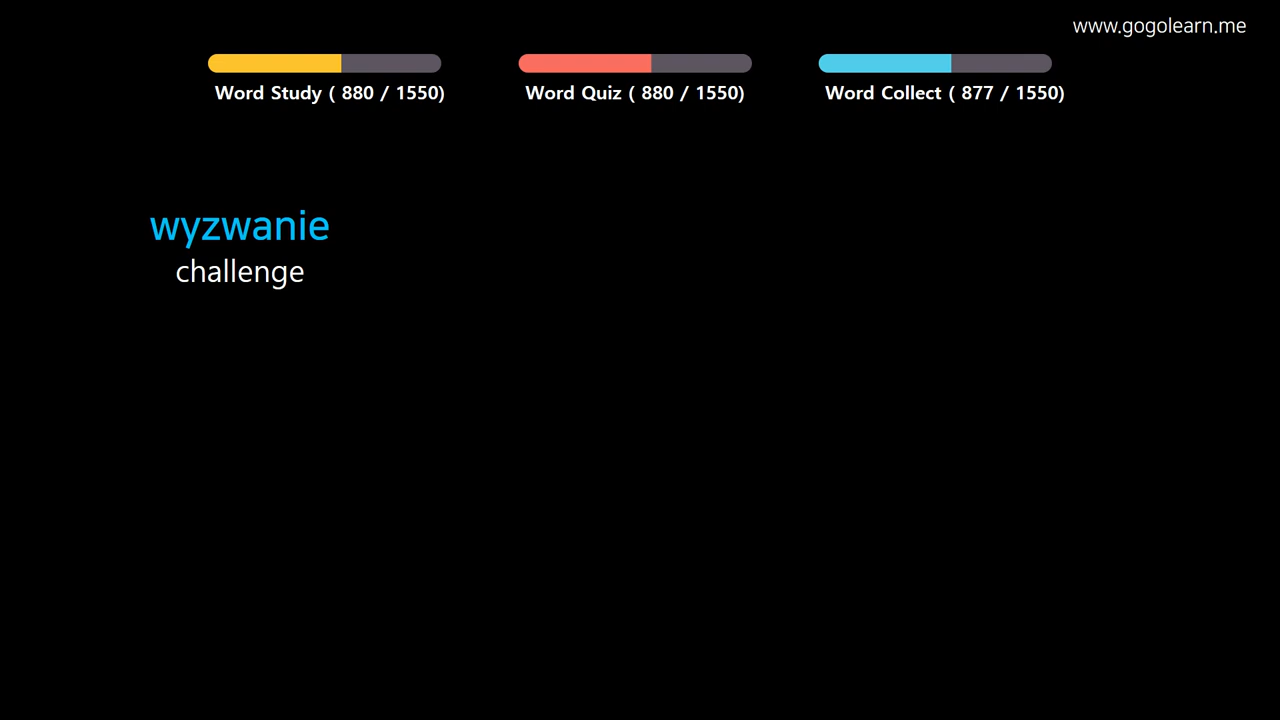 www.gogolearn.me
Word Study ( 880 / 1550)
Word Quiz ( 880 / 1550)
Word Collect ( 877 / 1550)
wyzwanie
challenge